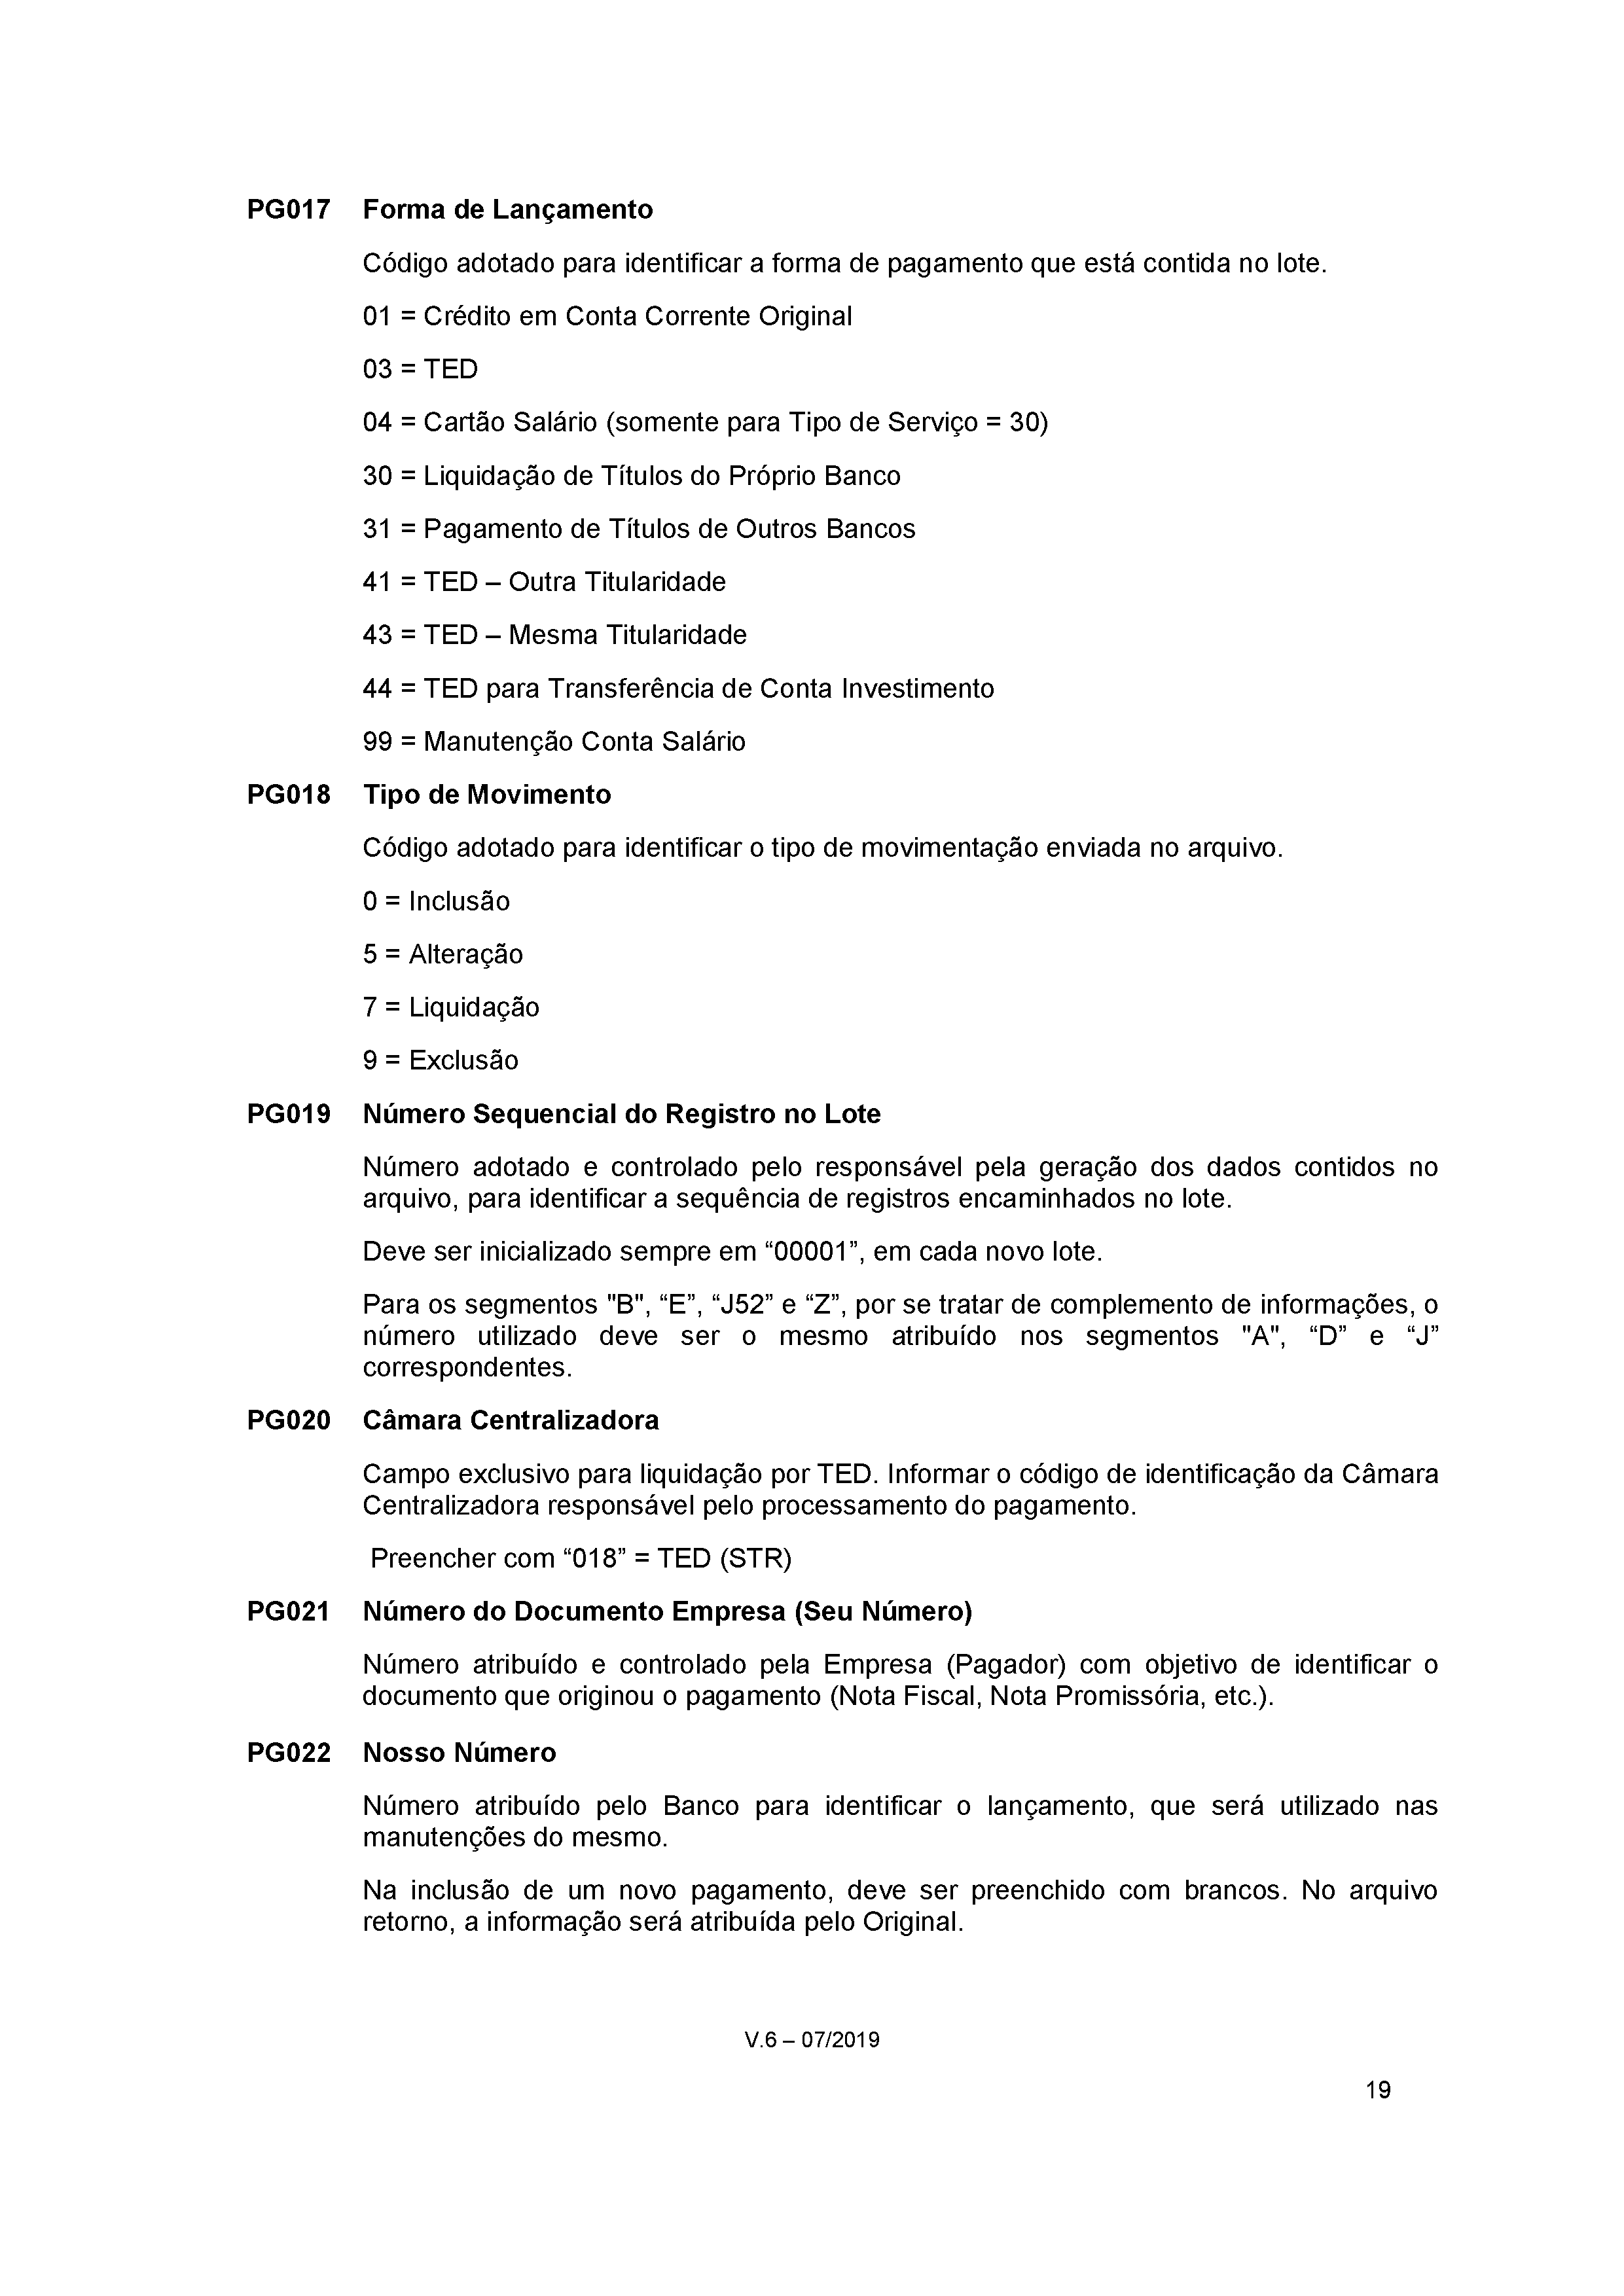 PG017 Forma de Lançamento
Código adotado para identificar a forma de pagamento que está contida no lote.
01 = Crédito em Conta Corrente Original
03 = TED
04 = Cartão Salário (somente para Tipo de Serviço = 30)
30 = Liquidação de Títulos do Próprio Banco
31 = Pagamento de Títulos de Outros Bancos
41 = TED – Outra Titularidade
43 = TED – Mesma Titularidade
44 = TED para Transferência de Conta Investimento
99 = Manutenção Conta Salário
PG018 Tipo de Movimento
Código adotado para identificar o tipo de movimentação enviada no arquivo.
0 = Inclusão
5 = Alteração
7 = Liquidação
9 = Exclusão
PG019 Número Sequencial do Registro no Lote
Número adotado e controlado pelo responsável pela geração dos dados contidos no
arquivo, para identificar a sequência de registros encaminhados no lote.
Deve ser inicializado sempre em “00001”, em cada novo lote.
Para os segmentos "B", “E”, “J52” e “Z”, por se tratar de complemento de informações, o
número utilizado deve ser o mesmo atribuído nos segmentos "A", “D” e “J”
correspondentes.
PG020 Câmara Centralizadora
Campo exclusivo para liquidação por TED. Informar o código de identificação da Câmara
Centralizadora responsável pelo processamento do pagamento.
Preencher com “018” = TED (STR)
PG021 Número do Documento Empresa (Seu Número)
Número atribuído e controlado pela Empresa (Pagador) com objetivo de identificar o
documento que originou o pagamento (Nota Fiscal, Nota Promissória, etc.).
PG022 Nosso Número
Número atribuído pelo Banco para identificar o lançamento, que será utilizado nas
manutenções do mesmo.
Na inclusão de um novo pagamento, deve ser preenchido com brancos. No arquivo
retorno, a informação será atribuída pelo Original.
V.6 – 07/2019
19